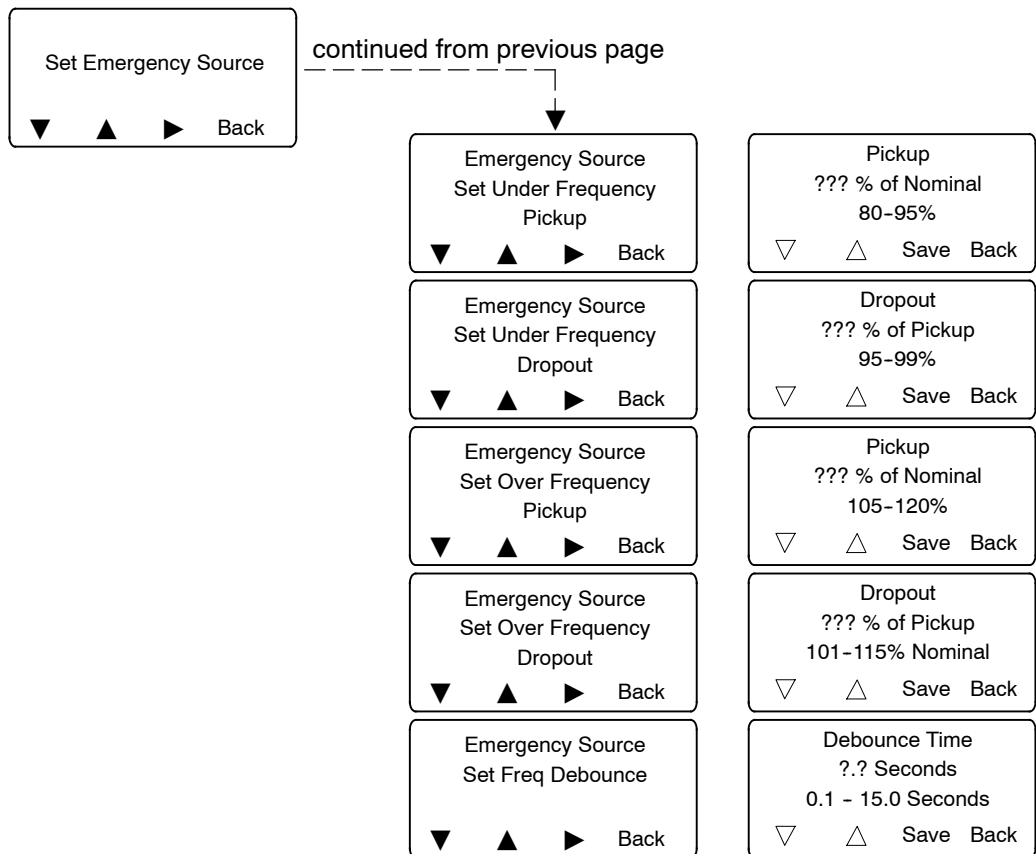 Set Emergency Source
▼ ▲ ► Back
continued from previous page
Emergency Source
Set Under Frequency
Pickup
▼ ▲ ► Back
Pickup
??? % of Nominal
80-95%
▽ △ Save Back
Emergency Source
Set Under Frequency
Dropout
▼ ▲ ► Back
Dropout
??? % of Pickup
95-99%
▽ △ Save Back
Emergency Source
Set Over Frequency
Pickup
▼ ▲ ► Back
Pickup
??? % of Nominal
105-120%
▽ △ Save Back
Emergency Source
Set Over Frequency
Dropout
▼ ▲ ► Back
Dropout
??? % of Pickup
101-115% Nominal
▽ △ Save Back
Emergency Source
Set Freq Debounce
▼ ▲ ► Back
Debounce Time
?.? Seconds
0.1 - 15.0 Seconds
▽ △ Save Back